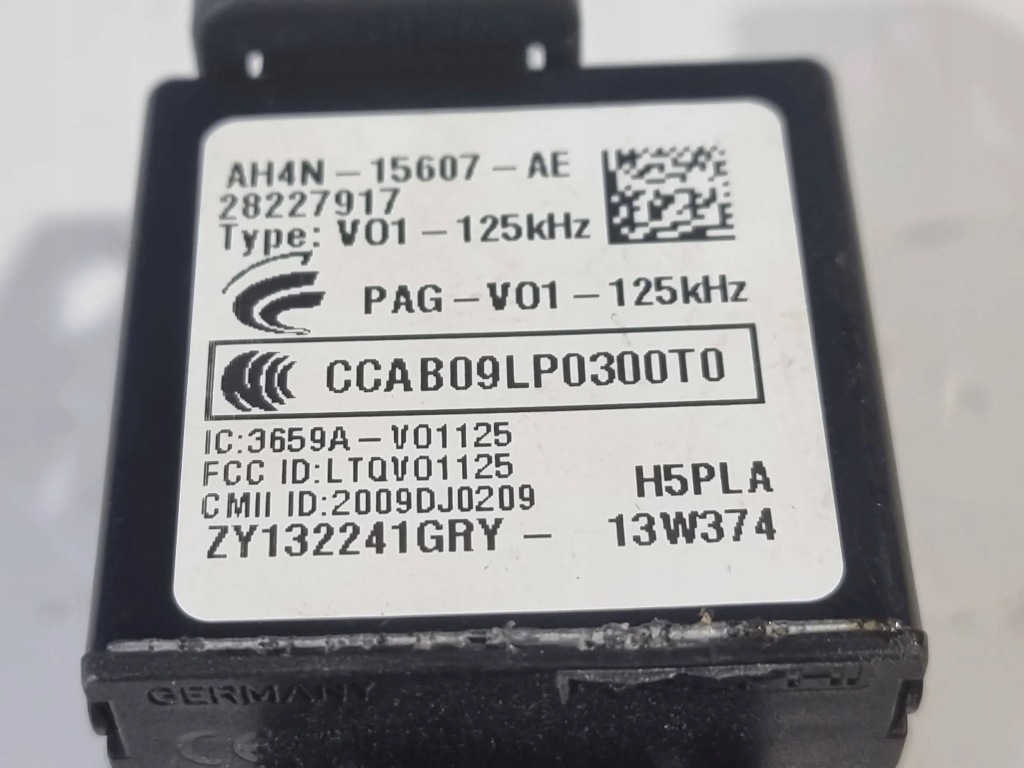 AH4N-15607-AE
28227917
Type: V01-125kHz
PAG-V01-125kHz
CCAB09LP0300T0
IC:3659A-V01125
FCC ID:LTQV01125
CMII ID:2009DJ0209
H5PLA
ZY132241GRY- 13W374
GERMANY
CE